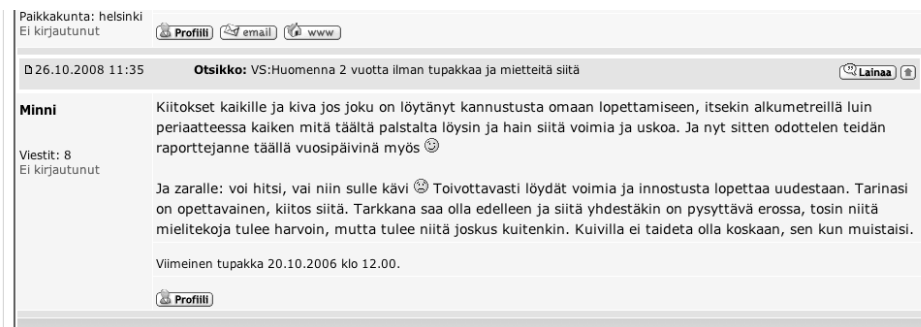 Paikkakunta: helsinki
Ei kirjautunut
Profiili email www
26.10.2008 11:35 Otsikko: VS:Huomenna 2 vuotta ilman tupakkaa ja mietteitä siitä Lainaa
Minni
Viestit: 8
Ei kirjautunut
Kiitokset kaikille ja kiva jos joku on löytänyt kannustusta omaan lopettamiseen, itsekin alkumetreillä luin
periaatteessa kaiken mitä täältä palstalta löysin ja hain siitä voimia ja uskoa. Ja nyt sitten odottelen teidän
raporttejanne täällä vuosipäivinä myös
Ja zaralle: voi hitsi, vai niin sulle kävi Toivottavasti löydät voimia ja innostusta lopettaa uudestaan. Tarinasi
on opettavainen, kiitos siitä. Tarkkana saa olla edelleen ja siitä yhdestäkin on pysyttävä erossa, tosin niitä
mielitekoja tulee harvoin, mutta tulee niitä joskus kuitenkin. Kuivilla ei taideta olla koskaan, sen kun muistaisi.
Viimeinen tupakka 20.10.2006 klo 12.00.
Profiili